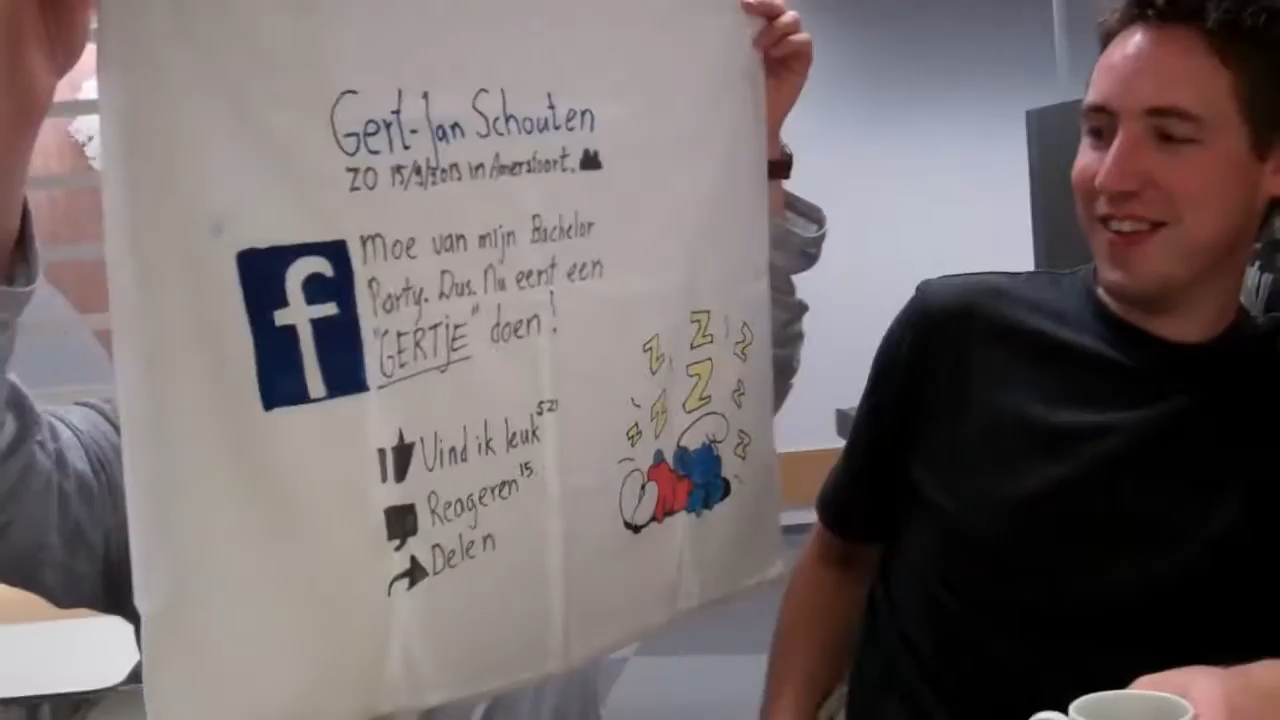 Gert-Jan Schouten
ZO 15/9/2013 in Amersfoort.
f
Moe van mijn Bachelor
Party. Dus. Nu eerst een
"GERTJE" doen!
Z Z Z Z Z Z Z Z
Vind ik leuk 521
Reageren 15
Delen